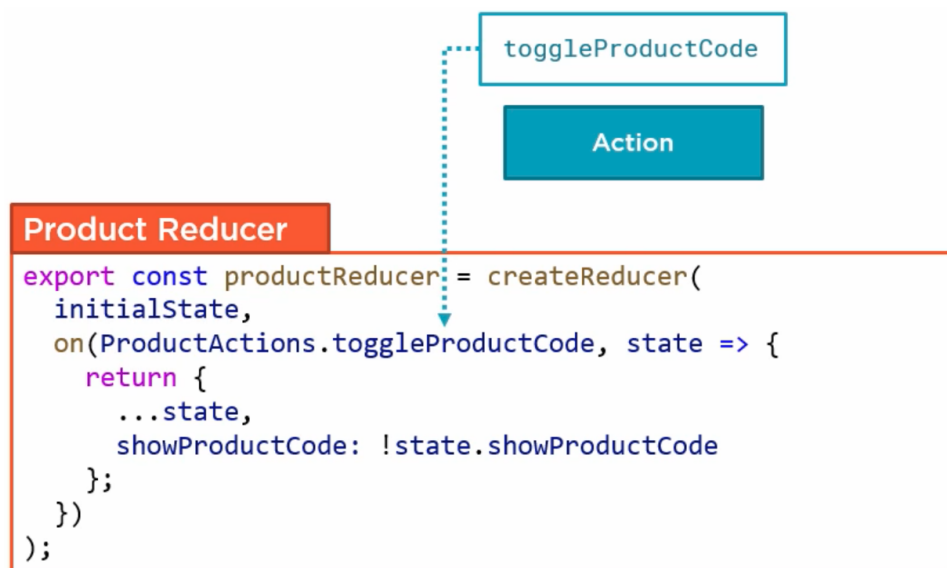 toggleProductCode
Action
Product Reducer
export const productReducer = createReducer(
  initialState,
  on(ProductActions.toggleProductCode, state => {
    return {
      ...state,
      showProductCode: !state.showProductCode
    };
  })
);